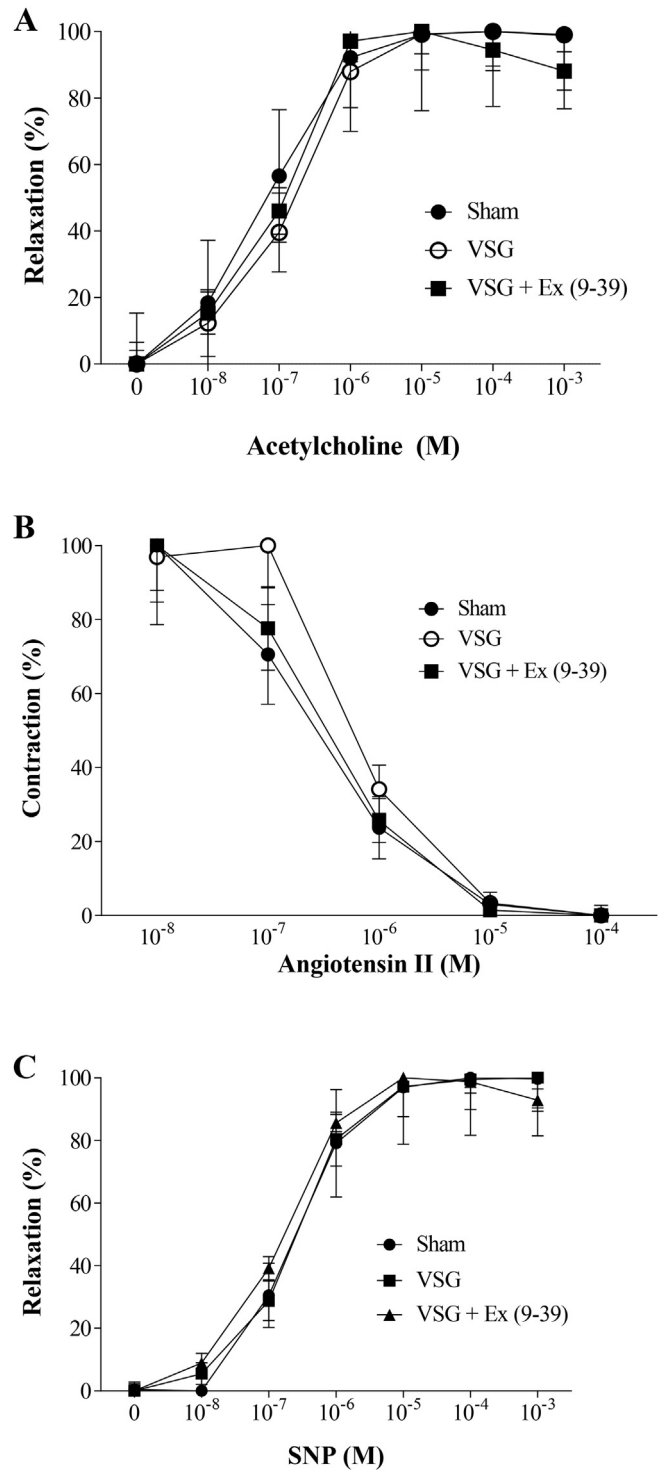 A
100
80
60
40
20
0
Relaxation (%)
Sham
VSG
VSG + Ex (9-39)
0 10⁻⁸ 10⁻⁷ 10⁻⁶ 10⁻⁵ 10⁻⁴ 10⁻³
Acetylcholine (M)
B
100
80
60
40
20
0
Contraction (%)
Sham
VSG
VSG + Ex (9-39)
10⁻⁸ 10⁻⁷ 10⁻⁶ 10⁻⁵ 10⁻⁴
Angiotensin II (M)
C
100
80
60
40
20
0
Relaxation (%)
Sham
VSG
VSG + Ex (9-39)
0 10⁻⁸ 10⁻⁷ 10⁻⁶ 10⁻⁵ 10⁻⁴ 10⁻³
SNP (M)